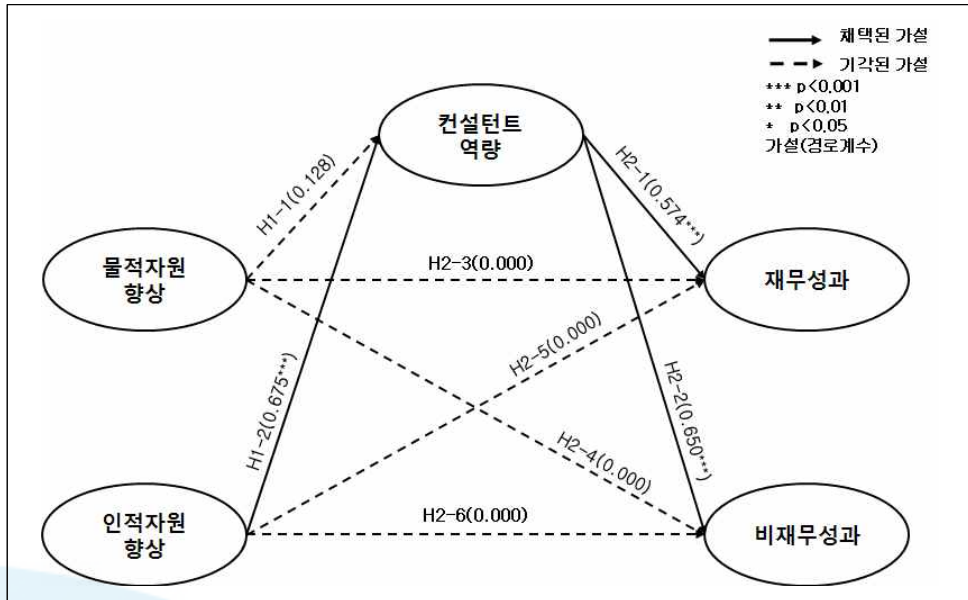 채택된 가설
기각된 가설
*** p<0.001
** p<0.01
* p<0.05
가설(경로계수)
컨설턴트
역량
H1-1(0.128)
H2-1(0.574***)
물적자원
향상
H2-3(0.000)
재무성과
H2-5(0.000)
H1-2(0.675***)
H2-4(0.000)
H2-2(0.650***)
인적자원
향상
H2-6(0.000)
비재무성과